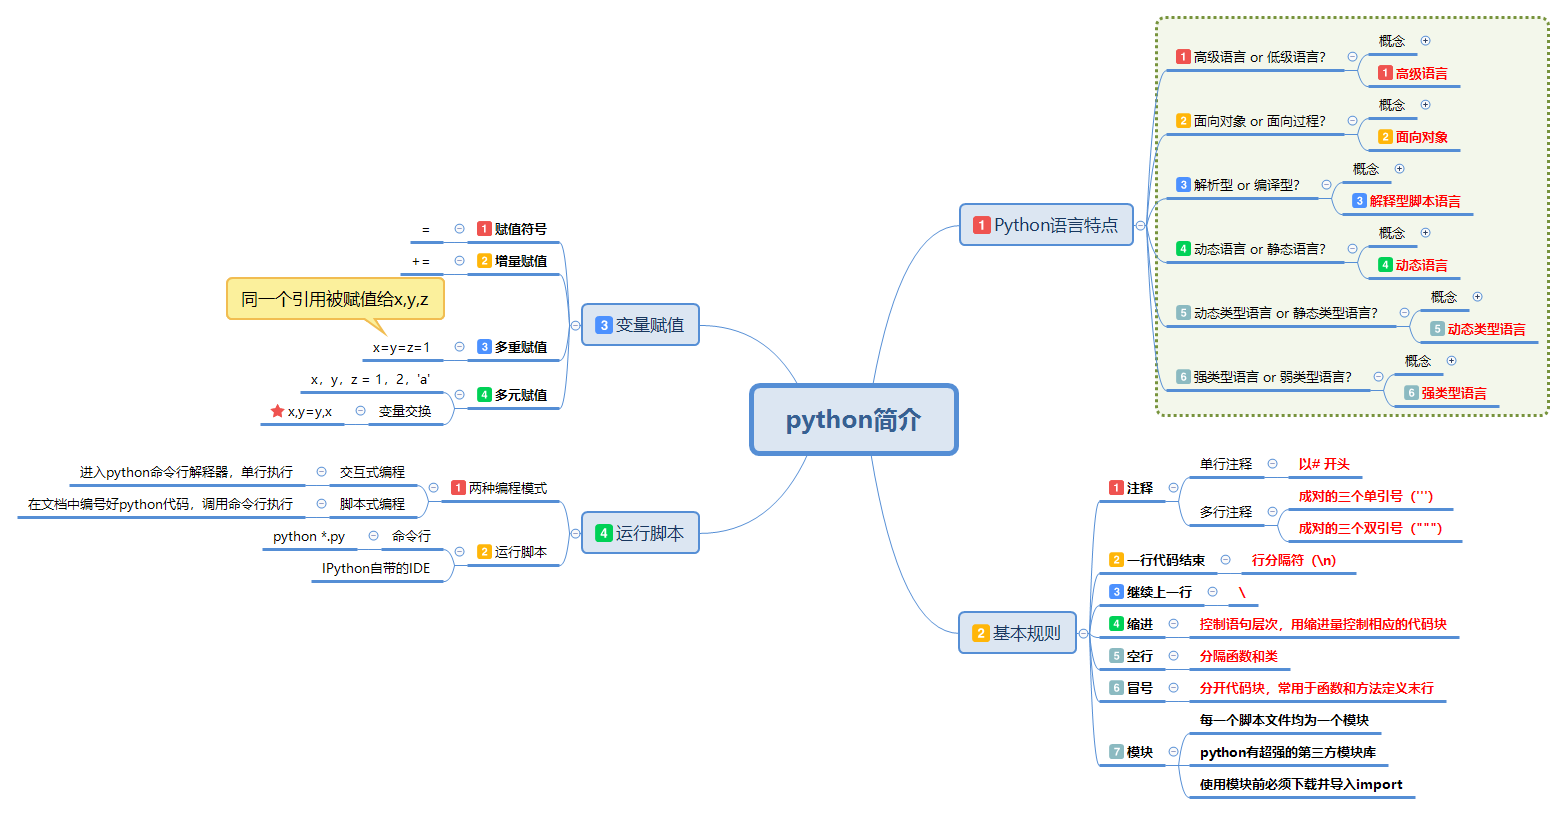 python简介
1 Python语言特点
1 高级语言 or 低级语言?
概念
1 高级语言
2 面向对象 or 面向过程?
概念
2 面向对象
3 解析型 or 编译型?
概念
3 解释型脚本语言
4 动态语言 or 静态语言?
概念
4 动态语言
5 动态类型语言 or 静态类型语言?
概念
5 动态类型语言
6 强类型语言 or 弱类型语言?
概念
6 强类型语言
2 基本规则
1 注释
单行注释
以# 开头
多行注释
成对的三个单引号（'''）
成对的三个双引号（"""）
2 一行代码结束
行分隔符（\n）
3 继续上一行
\
4 缩进
控制语句层次，用缩进量控制相应的代码块
5 空行
分隔函数和类
6 冒号
分开代码块，常用于函数和方法定义末行
7 模块
每一个脚本文件均为一个模块
python有超强的第三方模块库
使用模块前必须下载并导入import
3 变量赋值
1 赋值符号
=
2 增量赋值
+=
同一个引用被赋值给x,y,z
3 多重赋值
x=y=z=1
4 多元赋值
x，y，z = 1，2，'a'
变量交换
x,y=y,x
4 运行脚本
1 两种编程模式
交互式编程
进入python命令行解释器，单行执行
脚本式编程
在文档中编号好python代码，调用命令行执行
2 运行脚本
命令行
python *.py
IPython自带的IDE